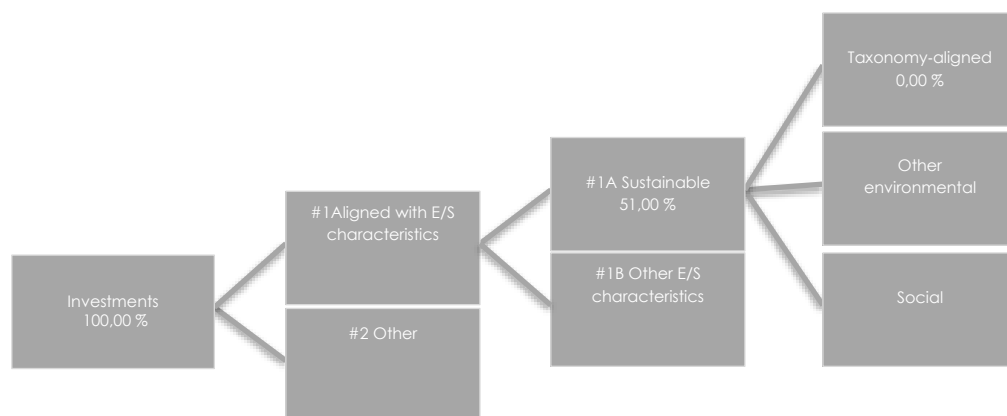 Investments
100,00 %
#1Aligned with E/S
characteristics
#2 Other
#1A Sustainable
51,00 %
#1B Other E/S
characteristics
Taxonomy-aligned
0,00 %
Other
environmental
Social